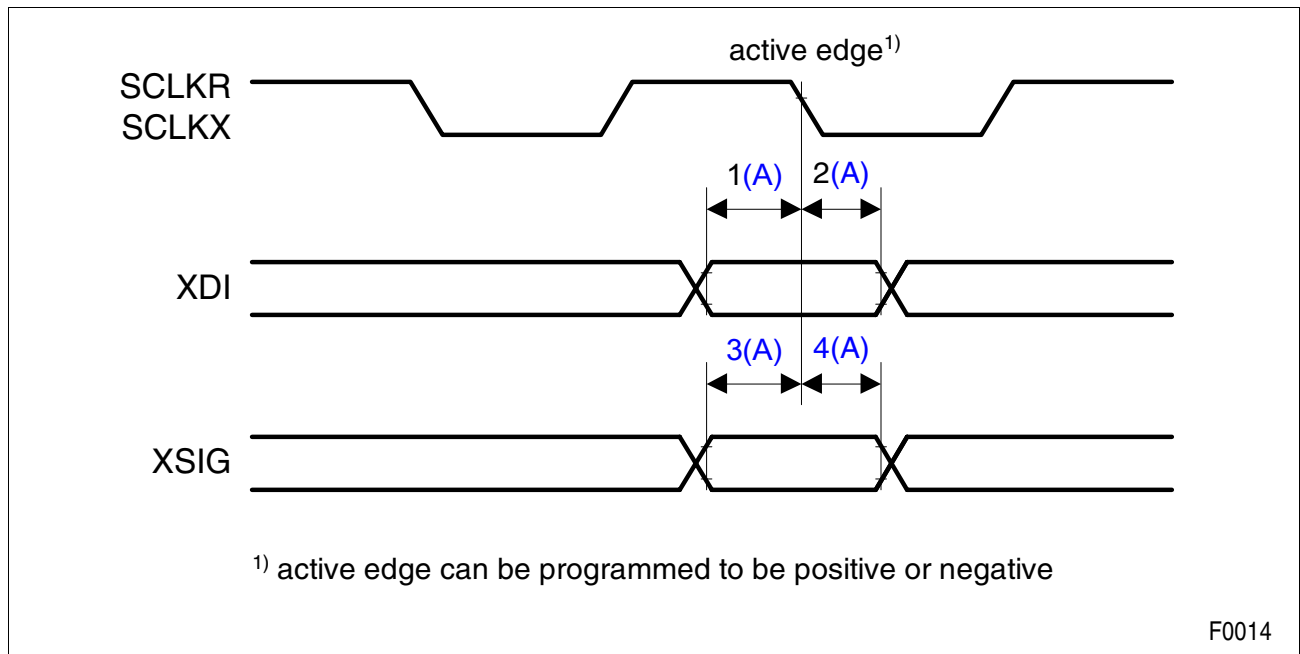 active edge1)
SCLKR
SCLKX
1(A) 2(A)
XDI
3(A) 4(A)
XSIG
1) active edge can be programmed to be positive or negative
F0014